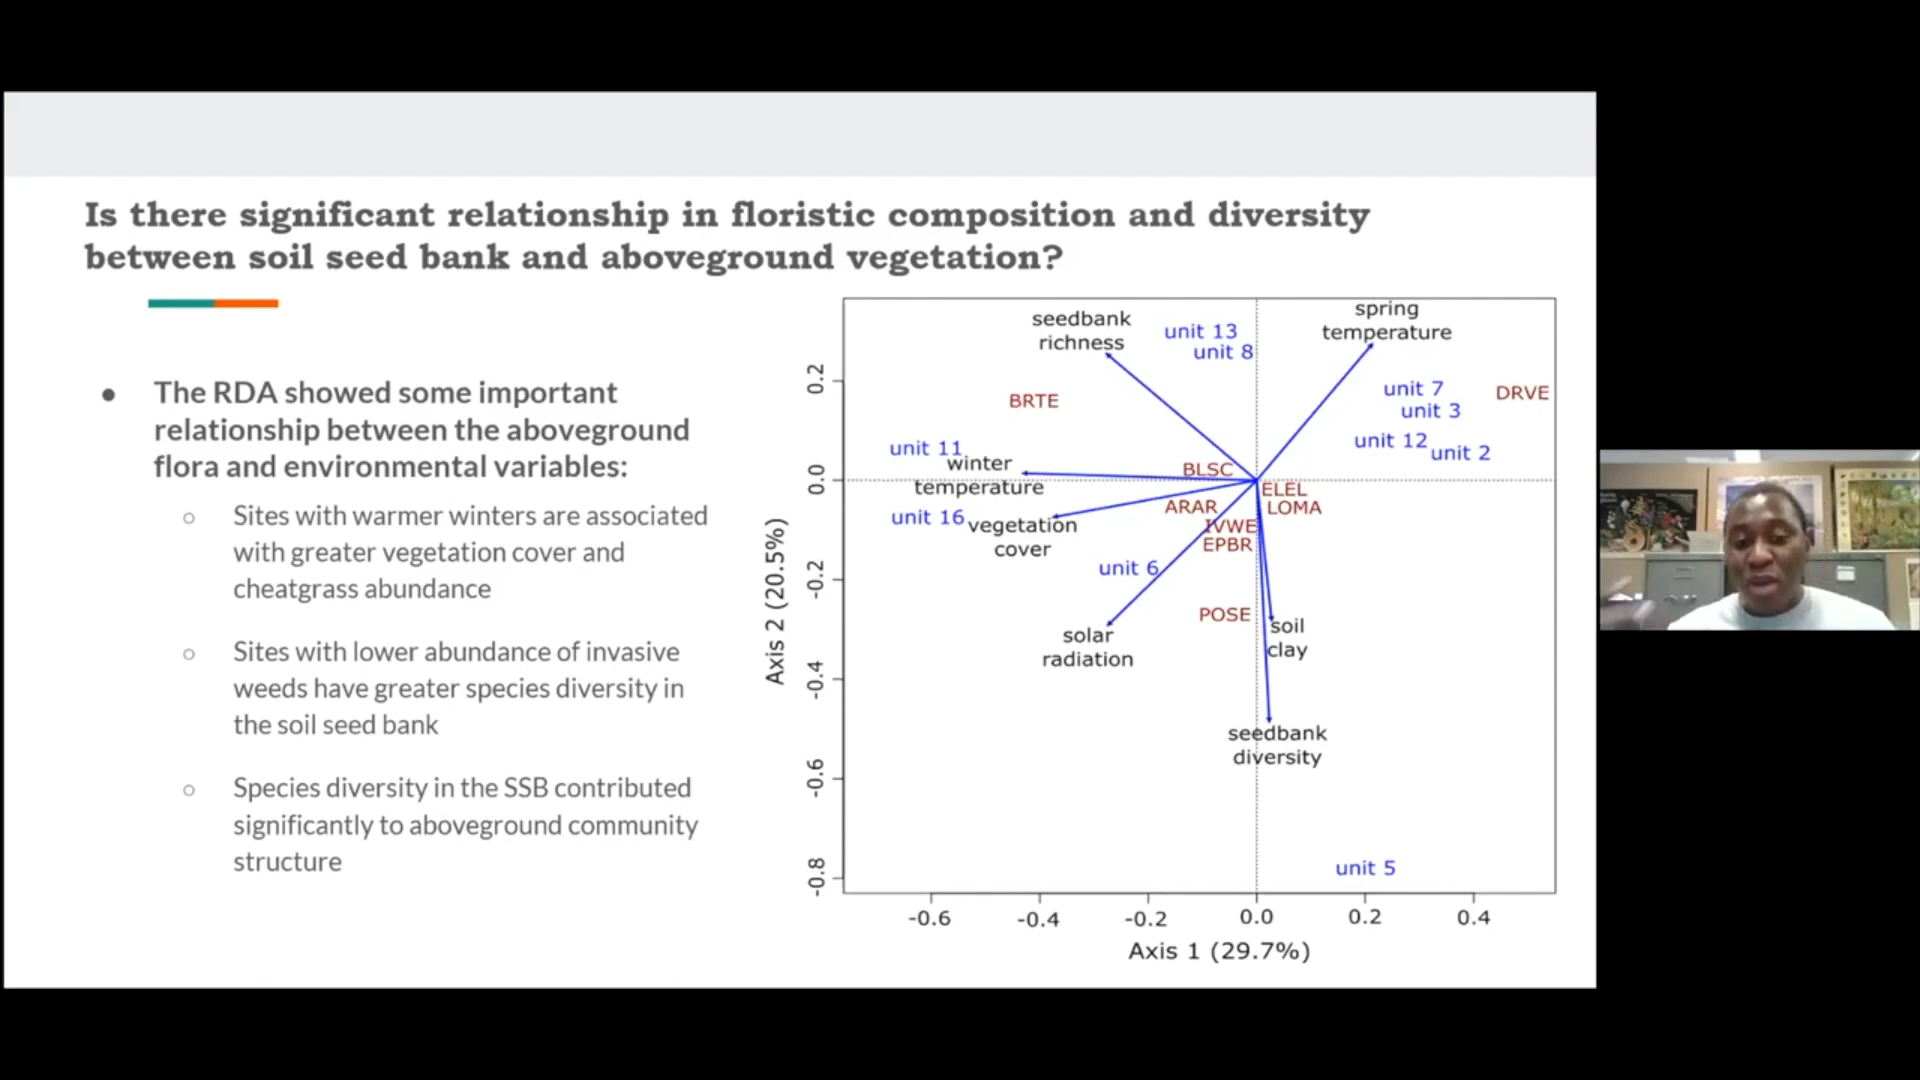 Is there significant relationship in floristic composition and diversity
between soil seed bank and aboveground vegetation?
● The RDA showed some important
relationship between the aboveground
flora and environmental variables:
○ Sites with warmer winters are associated
with greater vegetation cover and
cheatgrass abundance
○ Sites with lower abundance of invasive
weeds have greater species diversity in
the soil seed bank
○ Species diversity in the SSB contributed
significantly to aboveground community
structure
seedbank
richness
unit 13
unit 8
spring
temperature
BRTE
unit 7
unit 3
DRVE
unit 12
unit 2
unit 11
winter
temperature
BLSC
ELEL
LOMA
ARAR
IVWE
EPBR
unit 16
vegetation
cover
unit 6
POSE
solar
radiation
soil
clay
seedbank
diversity
unit 5
Axis 2 (20.5%)
0.2
0.0
-0.2
-0.4
-0.6
-0.8
-0.6
-0.4
-0.2
0.0
0.2
0.4
Axis 1 (29.7%)